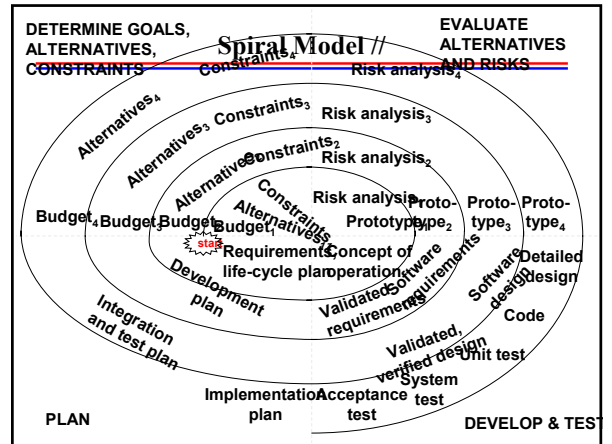 DETERMINE GOALS,
ALTERNATIVES,
CONSTRAINTS
Spiral Model //
EVALUATE
ALTERNATIVES
AND RISKS
Constraints4
Risk analysis4
Alternatives4
Constraints3
Risk analysis3
Alternatives3
Constraints2
Risk analysis2
Alternatives2
Constraints
Risk analysis
Alternatives
Budget4
Budget3
Budget2
Budget1
Prototype1
Proto-
type2
Proto-
type3
Proto-
type4
start
Requirements,
life-cycle plan
Concept of
operation
Development
plan
Software
requirements
Validated
requirements
Integration
and test plan
Software
design
Detailed
design
Validated,
verified design
Code
Unit test
System
test
Implementation
plan
Acceptance
test
PLAN
DEVELOP & TEST